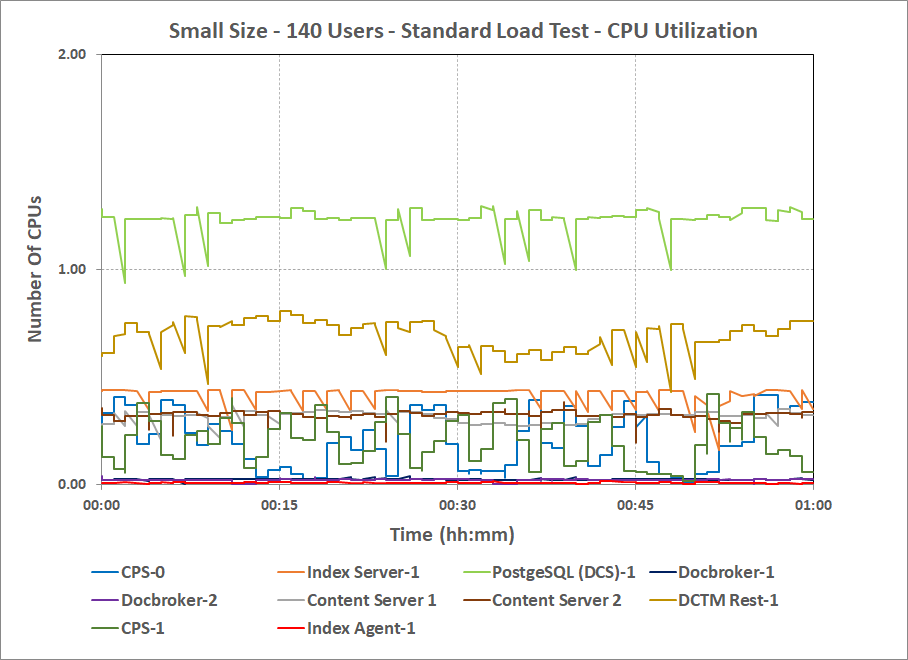 Small Size - 140 Users - Standard Load Test - CPU Utilization
2.00
1.00
0.00
Number Of CPUs
00:00 00:15 00:30 00:45 01:00
Time (hh:mm)
CPS-0 Index Server-1 PostgeSQL (DCS)-1 Docbroker-1
Docbroker-2 Content Server 1 Content Server 2 DCTM Rest-1
CPS-1 Index Agent-1